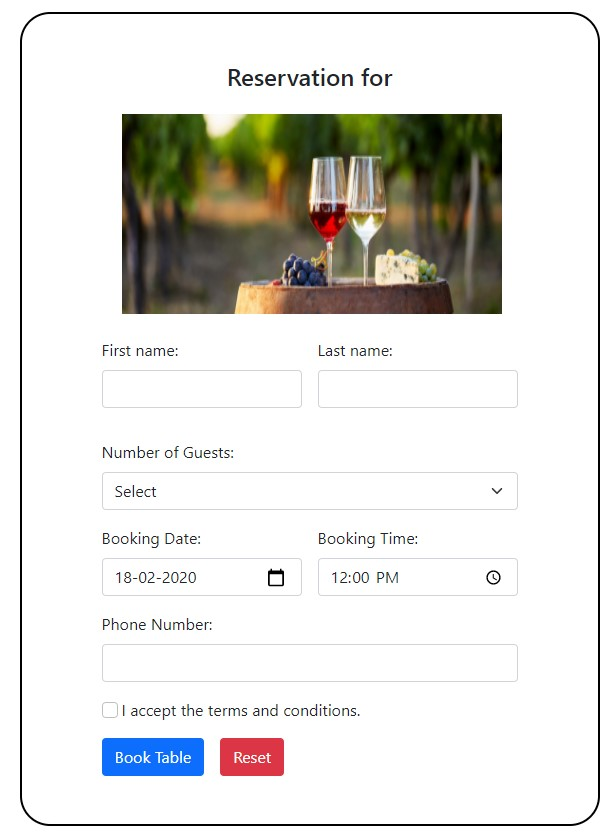 Reservation for
First name: Last name:
Number of Guests:
Select
Booking Date: Booking Time:
18-02-2020 12:00 PM
Phone Number:
I accept the terms and conditions.
Book Table Reset